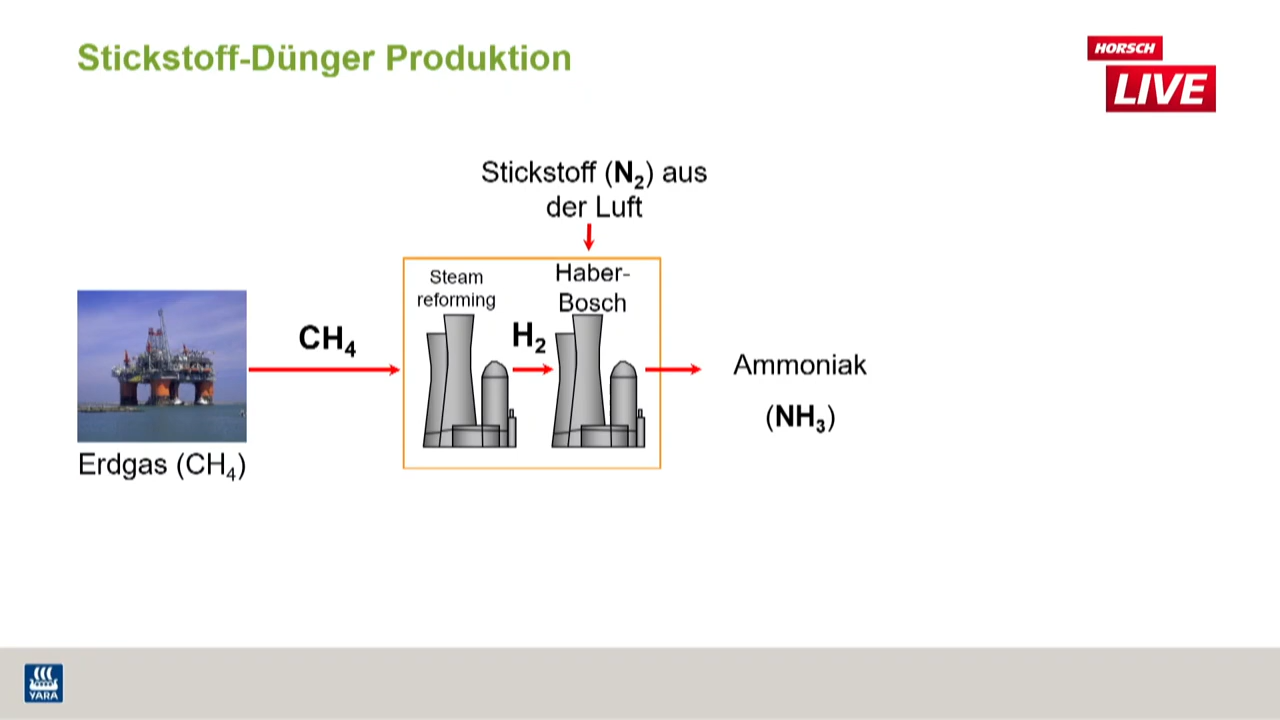 Stickstoff-Dünger Produktion
HORSCH
LIVE
Stickstoff (N₂) aus
der Luft
Steam
reforming
Haber-
Bosch
CH₄
H₂
Ammoniak
(NH₃)
Erdgas (CH₄)
YARA